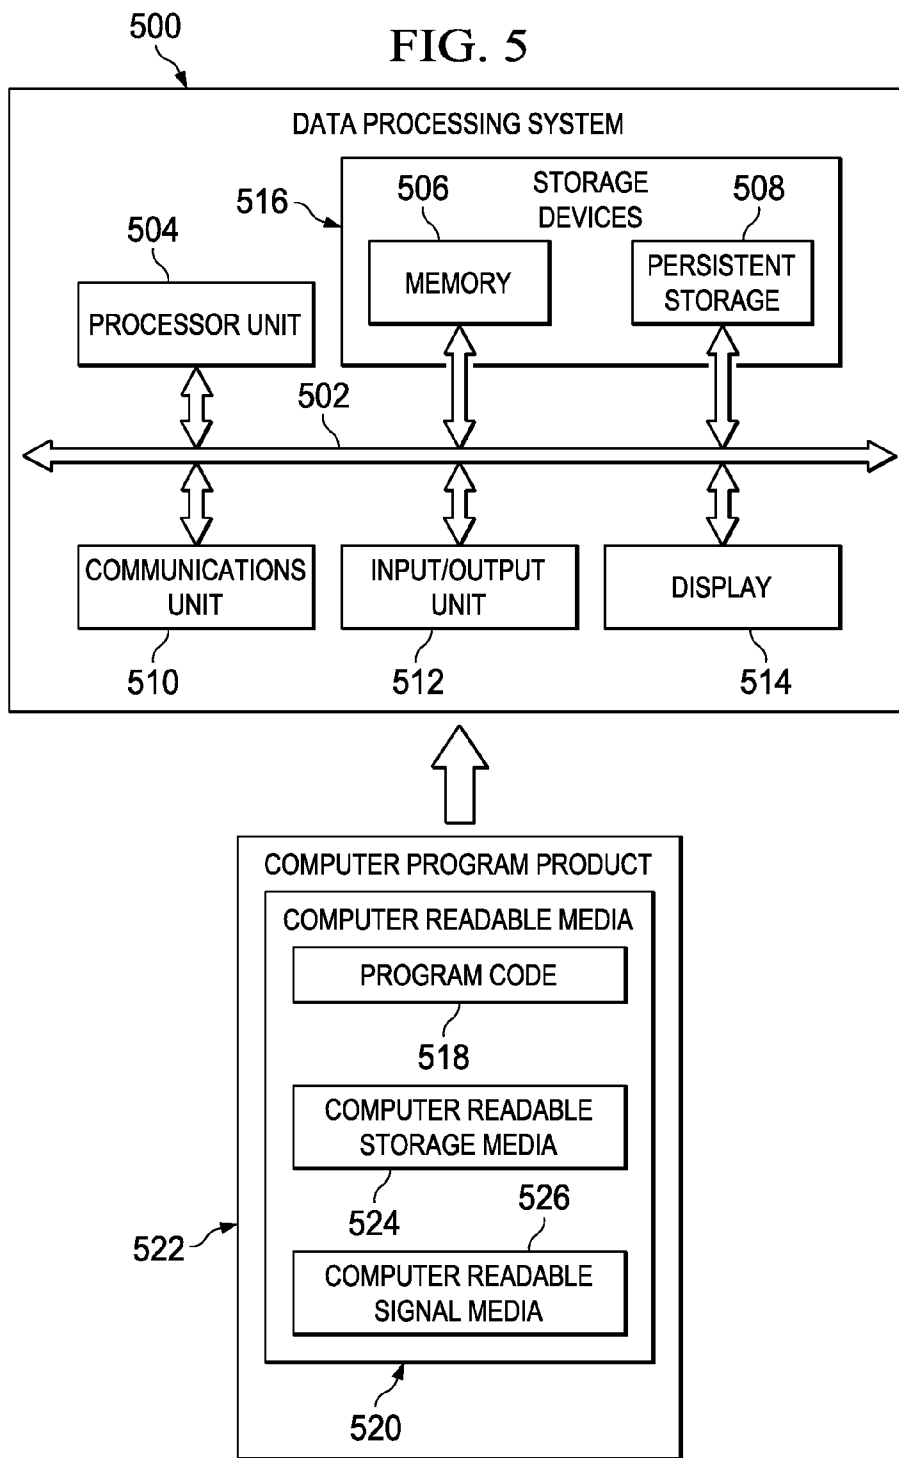 500
FIG. 5
DATA PROCESSING SYSTEM
516
506
STORAGE
DEVICES
508
504
MEMORY
PERSISTENT
STORAGE
PROCESSOR UNIT
502
COMMUNICATIONS
UNIT
INPUT/OUTPUT
UNIT
DISPLAY
510
512
514
COMPUTER PROGRAM PRODUCT
COMPUTER READABLE MEDIA
PROGRAM CODE
518
COMPUTER READABLE
STORAGE MEDIA
524
526
522
COMPUTER READABLE
SIGNAL MEDIA
520